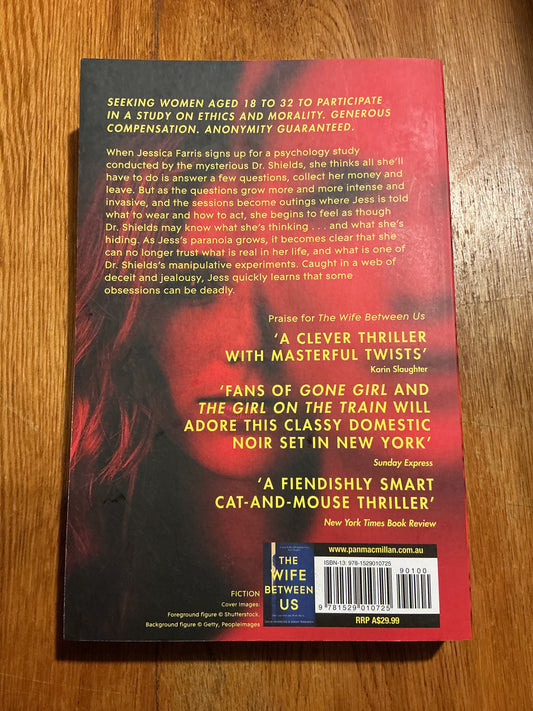 SEEKING WOMEN AGED 18 TO 32 TO PARTICIPATE
IN A STUDY ON ETHICS AND MORALITY. GENEROUS
COMPENSATION. ANONYMITY GUARANTEED.
When Jessica Farris signs up for a psychology study
conducted by the mysterious Dr. Shields, she thinks all she'll
have to do is answer a few questions, collect her money and
leave. But as the questions grow more and more intense and
invasive, and the sessions become outings where Jess is told
what to wear and how to act, she begins to feel as though
Dr. Shields may know what she's thinking . . . and what she's
hiding. As Jess's paranoia grows, it becomes clear that she
can no longer trust what is real in her life, and what is one of
Dr. Shields's manipulative experiments. Caught in a web of
deceit and jealousy, Jess quickly learns that some
obsessions can be deadly.
Praise for The Wife Between Us
'A CLEVER THRILLER
WITH MASTERFUL TWISTS'
Karin Slaughter
'FANS OF GONE GIRL AND
THE GIRL ON THE TRAIN WILL
ADORE THIS CLASSY DOMESTIC
NOIR SET IN NEW YORK'
Sunday Express
'A FIENDISHLY SMART
CAT-AND-MOUSE THRILLER'
New York Times Book Review
FICTION
Cover Images:
Foreground figure © Shutterstock.
Background figure © Getty, PeopleImages
THE
WIFE
BETWEEN
US
www.panmacmillan.com.au
ISBN-13: 978-1529010725
90100
9 781529 010725
RRP A$29.99